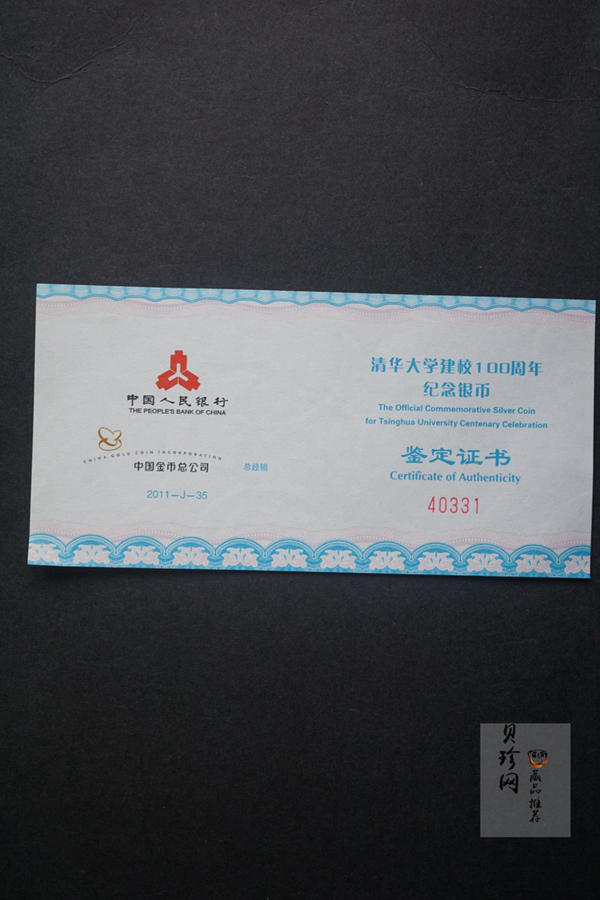 中国人民银行
THE PEOPLE'S BANK OF CHINA
CHINA GOLD COIN INCORPORATION
中国金币总公司
总经销
2011-J-35
清华大学建校100周年
纪念银币
The Official Commemorative Silver Coin
for Tsinghua University Centenary Celebration
鉴定证书
Certificate of Authenticity
40331
贝珍网
藏品推荐